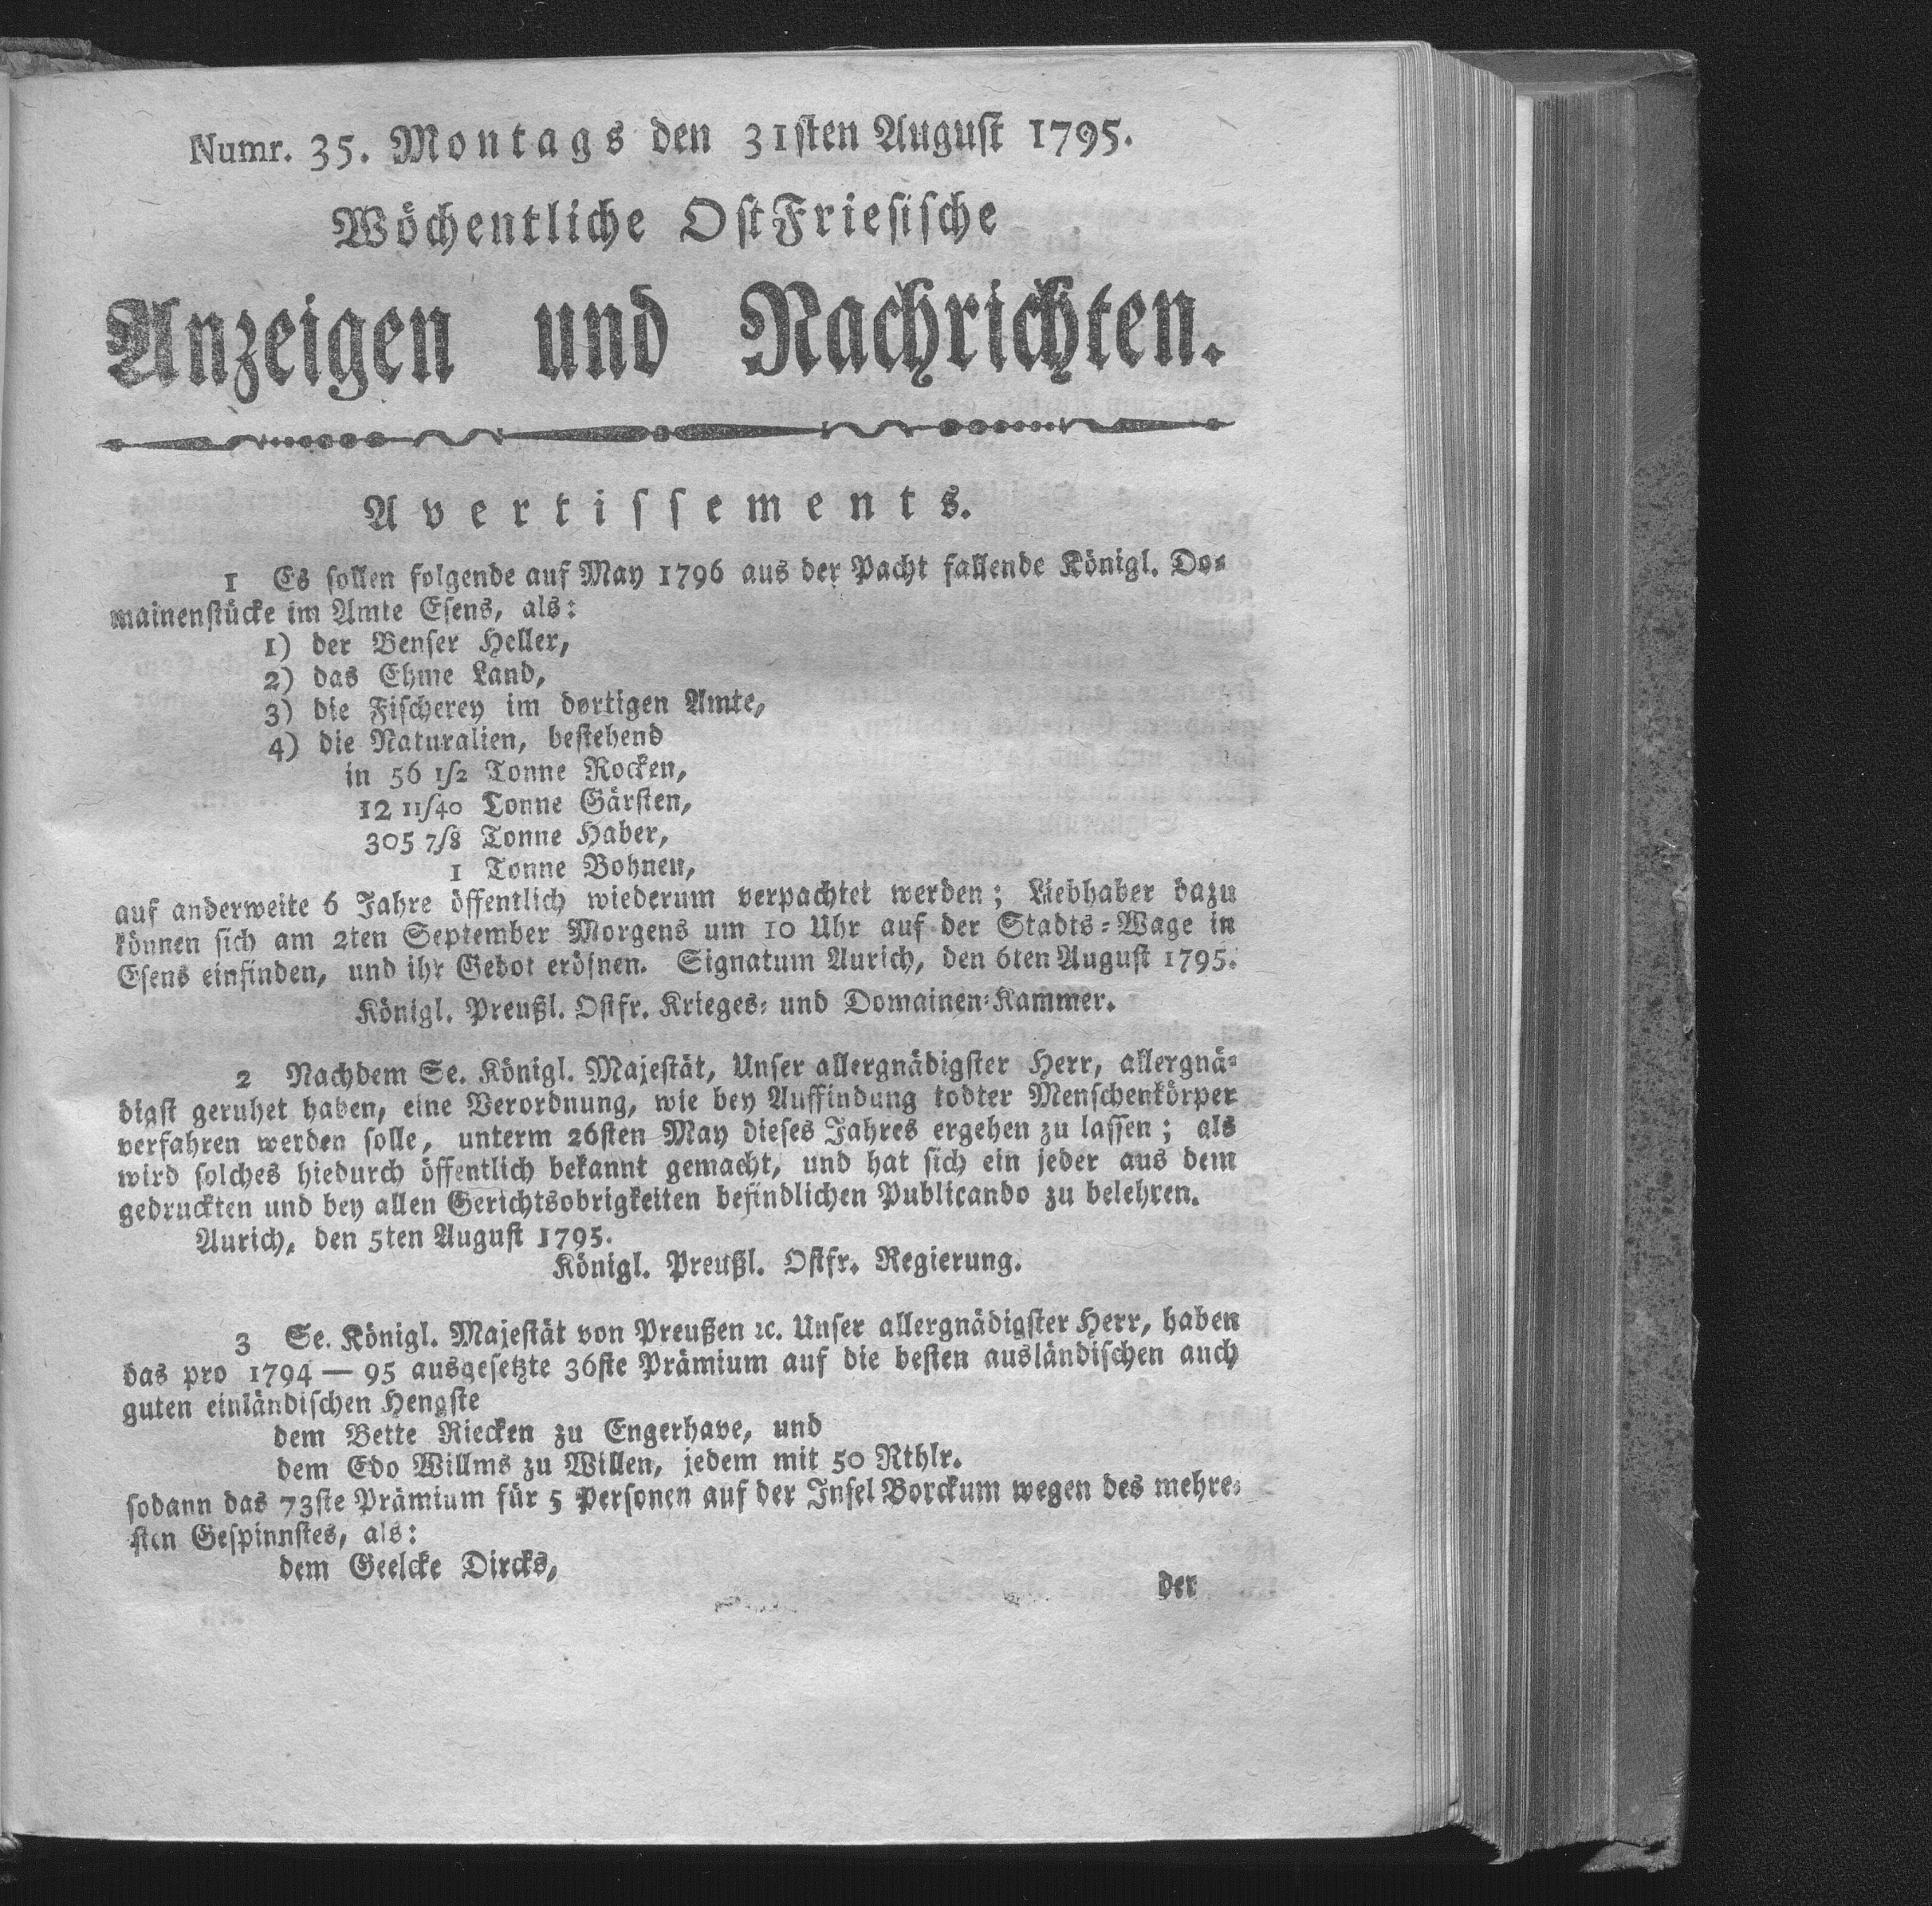 Numr. 35. Montags den 31sten August 1795.
Wöchentliche OstFriesische
Anzeigen und Nachrichten.
Avertissements.
1 Es sollen folgende auf May 1796 aus der Pacht fallende Königl. Do-
mainenstücke im Amte Esens, als:
1) der Benser Heller,
2) das Ehme Land,
3) die Fischerey im dortigen Amte,
4) die Naturalien, bestehend
in 56 1/2 Tonne Rocken,
12 11/40 Tonne Gärsten,
305 7/8 Tonne Haber,
1 Tonne Bohnen,
auf anderweite 6 Jahre öffentlich wiederum verpachtet werden; Liebhaber dazu
können sich am 2ten September Morgens um 10 Uhr auf der Stadts-Wage in
Esens einfinden, und ihr Gebot eröfnen. Signatum Aurich, den 6ten August 1795.
Königl. Preußl. Ostfr. Krieges- und Domainen-Kammer.
2 Nachdem Se. Königl. Majestät, Unser allergnädigster Herr, allergnä-
digst geruhet haben, eine Verordnung, wie bey Auffindung todter Menschenkörper
verfahren werden solle, unterm 26sten May dieses Jahres ergehen zu lassen; als
wird solches hiedurch öffentlich bekannt gemacht, und hat sich ein jeder aus dem
gedruckten und bey allen Gerichtsobrigkeiten befindlichen Publicando zu belehren.
Aurich, den 5ten August 1795.
Königl. Preußl. Ostfr. Regierung.
3 Se. Königl. Majestät von Preußen ꝛc. Unser allergnädigster Herr, haben
das pro 1794 — 95 ausgesetzte 36ste Prämium auf die besten ausländischen auch
guten einländischen Hengste
dem Bette Riecken zu Engerhave, und
dem Edo Willms zu Willen, jedem mit 50 Rthlr.
sodann das 73ste Prämium für 5 Personen auf der Insel Borckum wegen des mehre-
sten Gespinnstes, als:
dem Geelcke Dircks,
der